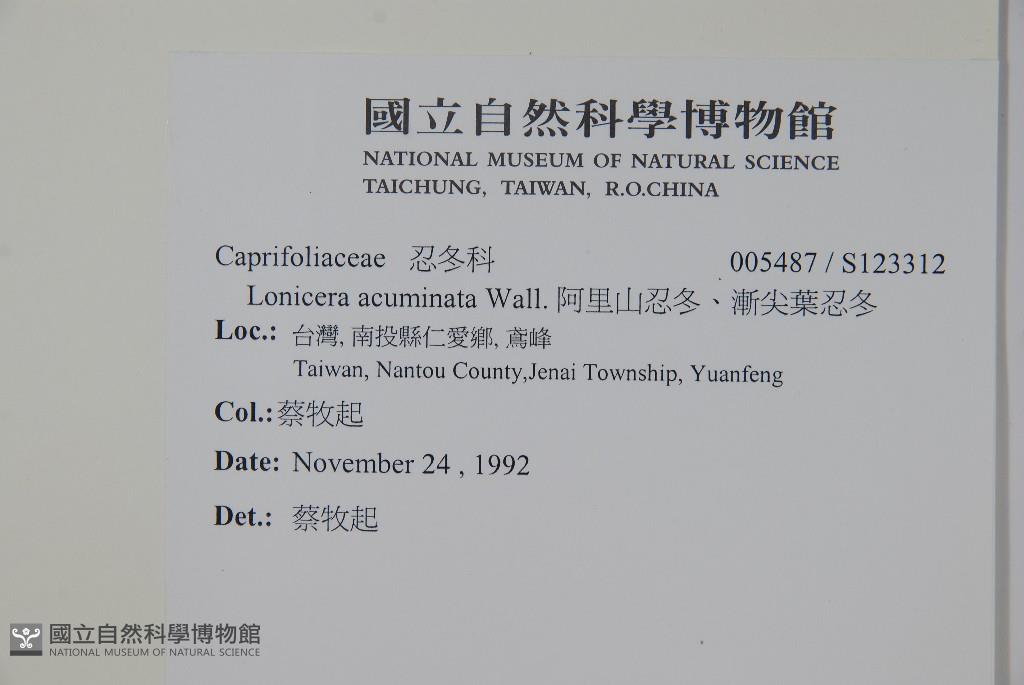 國立自然科學博物館
NATIONAL MUSEUM OF NATURAL SCIENCE
TAICHUNG, TAIWAN, R.O.CHINA
Caprifoliaceae 忍冬科 005487 / S123312
Lonicera acuminata Wall. 阿里山忍冬、漸尖葉忍冬
Loc.: 台灣, 南投縣仁愛鄉, 鳶峰
Taiwan, Nantou County,Jenai Township, Yuanfeng
Col.: 蔡牧起
Date: November 24 , 1992
Det.: 蔡牧起
國立自然科學博物館
NATIONAL MUSEUM OF NATURAL SCIENCE